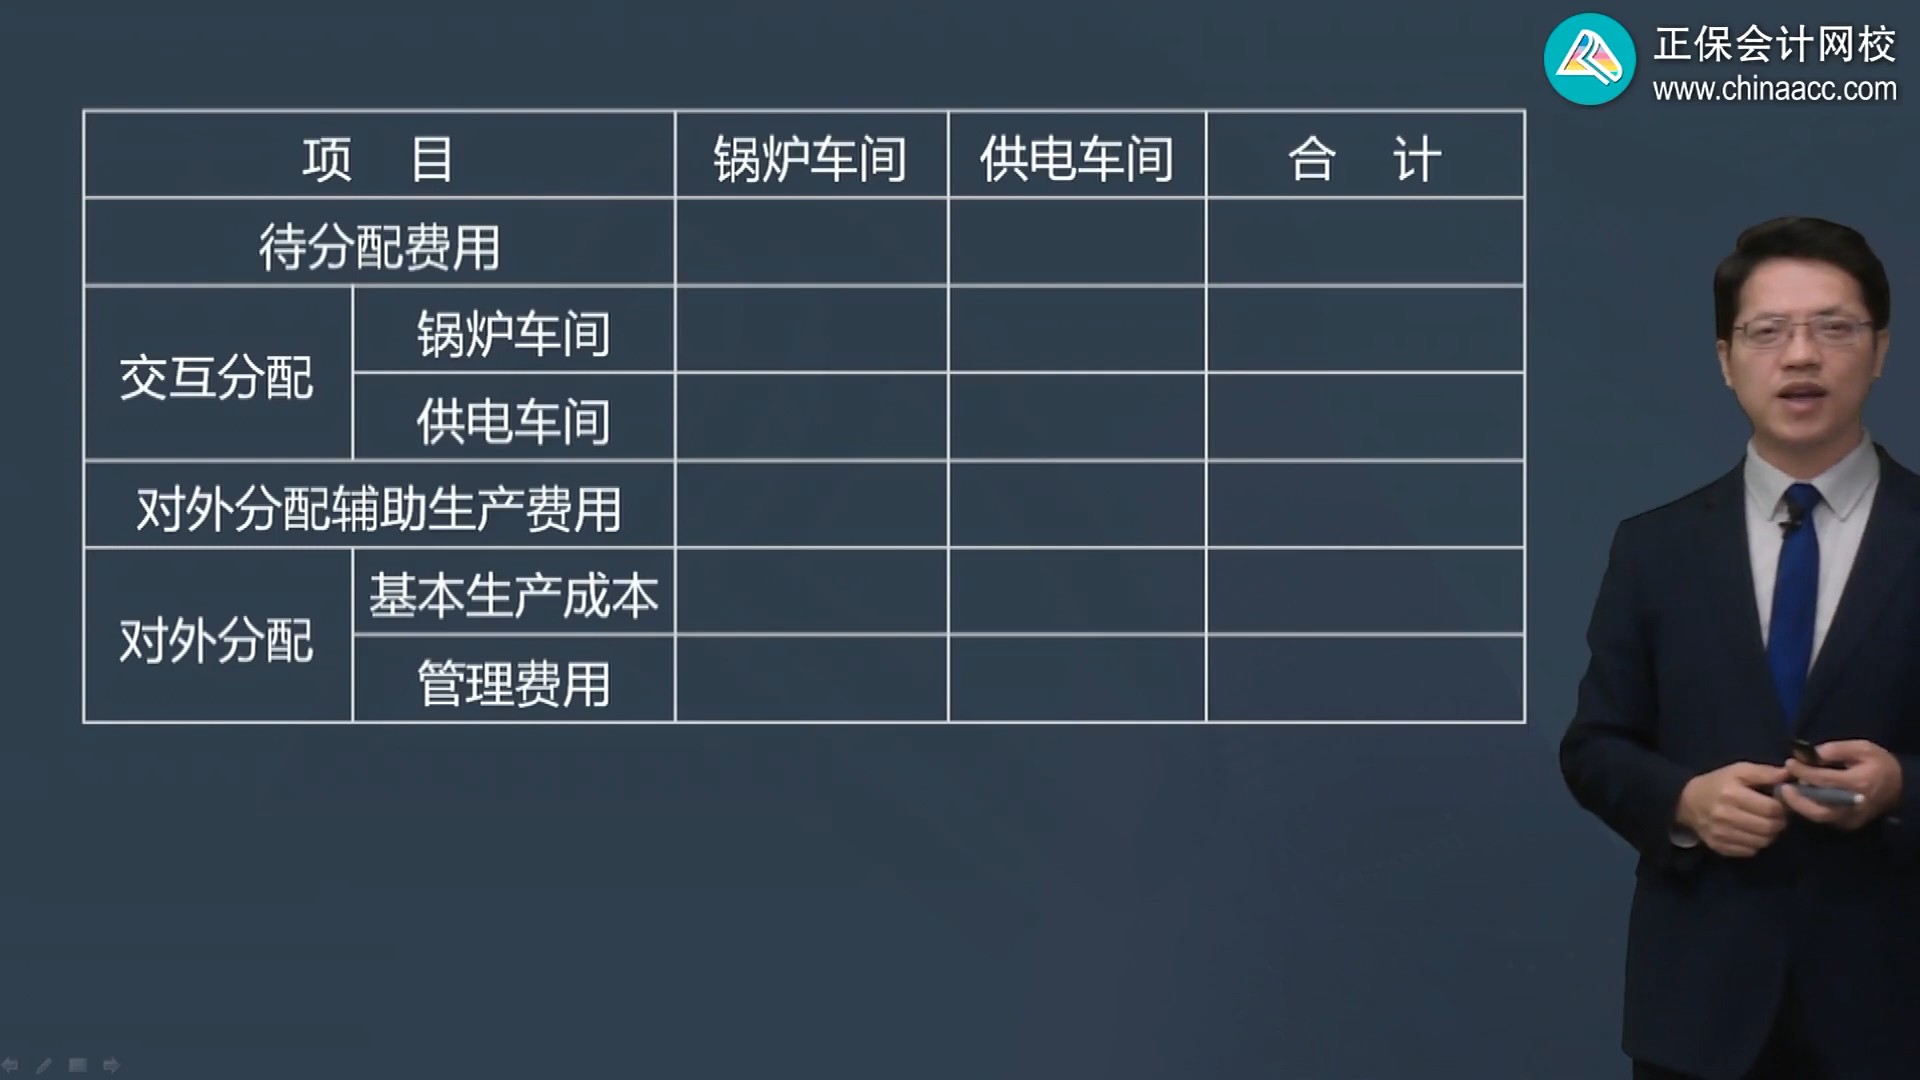 正保会计网校
www.chinaacc.com
项 目 锅炉车间 供电车间 合 计
待分配费用
交互分配 锅炉车间
供电车间
对外分配辅助生产费用
对外分配 基本生产成本
管理费用